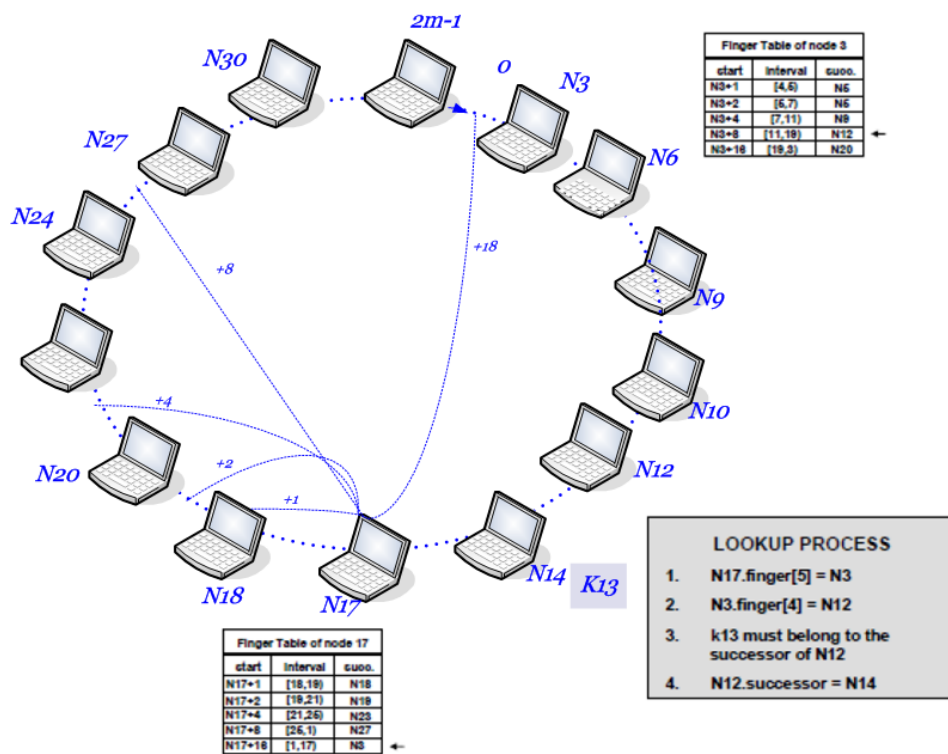 2m-1
0
N30
N3
N27
N6
N24
N9
+18
+8
N10
+4
+2
+1
N20
N12
N18
N17
N14
K13
Finger Table of node 3
start interval suoc.
N3+1 [4,5) N5
N3+2 [5,7) N5
N3+4 [7,11) N9
N3+8 [11,19) N12
N3+16 [19,3) N20
LOOKUP PROCESS
1. N17.finger[5] = N3
2. N3.finger[4] = N12
3. k13 must belong to the
successor of N12
4. N12.successor = N14
Finger Table of node 17
start interval suoc.
N17+1 [18,19) N18
N17+2 [19,21) N19
N17+4 [21,25) N23
N17+8 [25,1) N27
N17+16 [1,17) N3